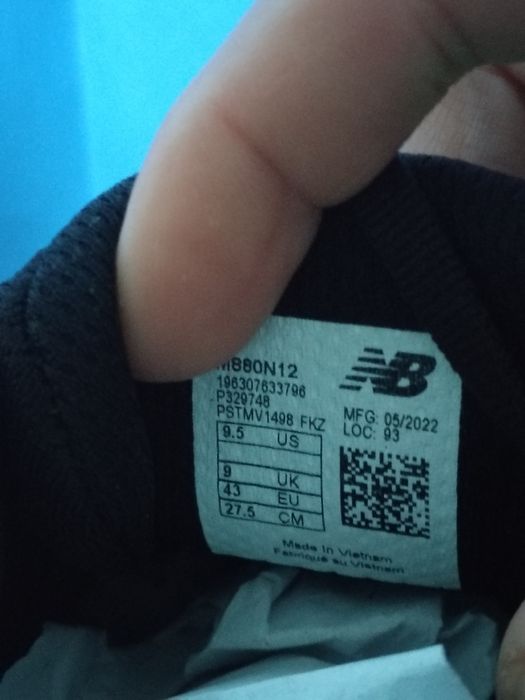 M880N12
196307633796
P329748
PSTMV1498 FKZ
NB
MFG: 05/2022
LOC: 93
9.5 US
9 UK
43 EU
27.5 CM
Made In Vietnam
Fabriqué au Vietnam